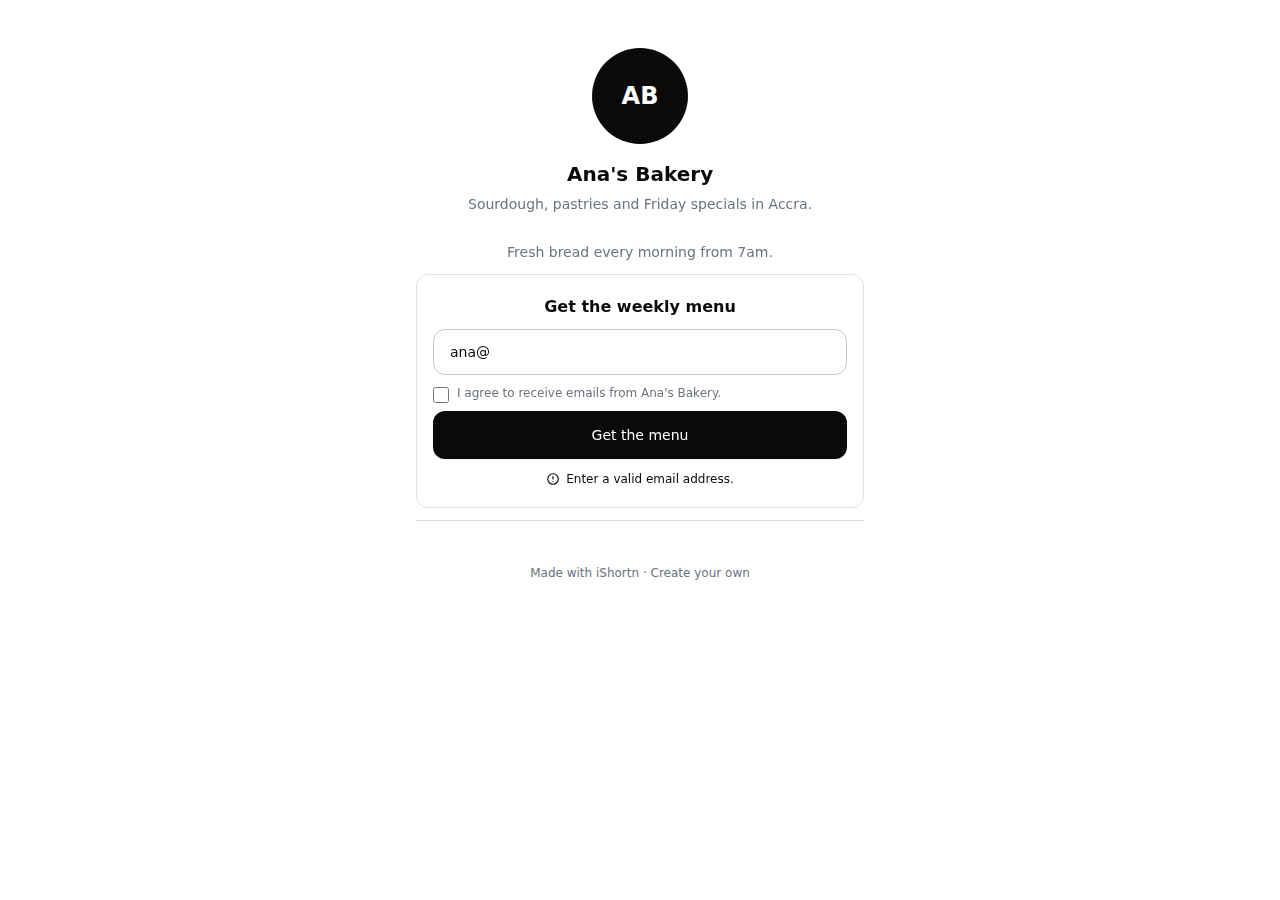 AB
Ana's Bakery
Sourdough, pastries and Friday specials in Accra.
Fresh bread every morning from 7am.
Get the weekly menu
ana@
I agree to receive emails from Ana's Bakery.
Get the menu
Enter a valid email address.
Made with iShortn · Create your own